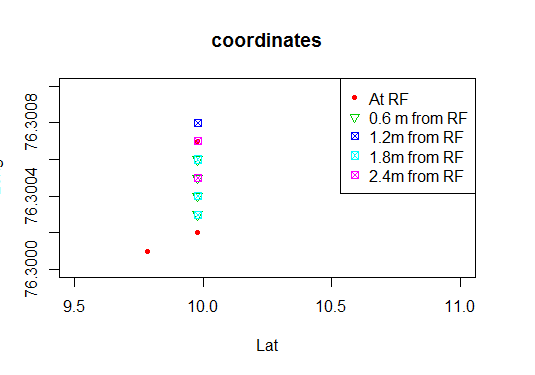 coordinates
76.3008
76.3004
76.3000
9.5
10.0
10.5
11.0
Lat
At RF
0.6 m from RF
1.2m from RF
1.8m from RF
2.4m from RF